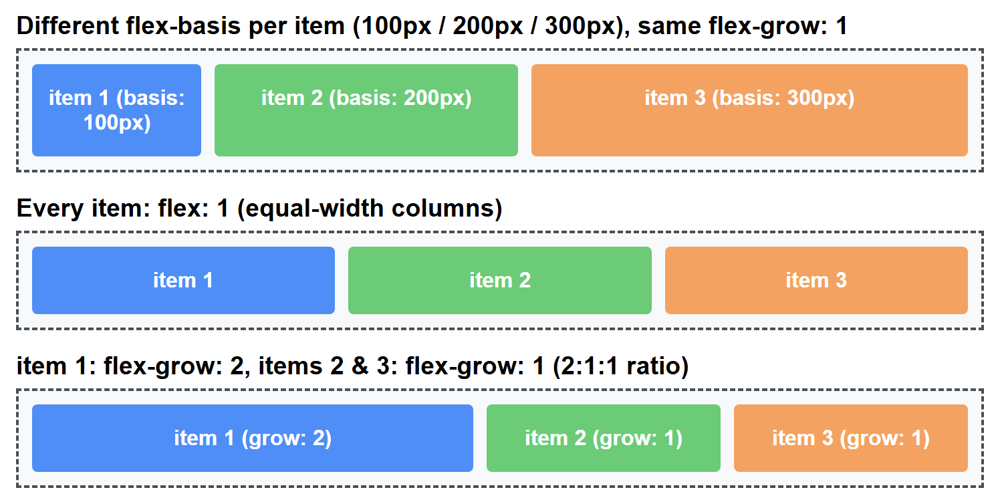 Different flex-basis per item (100px / 200px / 300px), same flex-grow: 1
item 1 (basis:
100px)
item 2 (basis: 200px)
item 3 (basis: 300px)
Every item: flex: 1 (equal-width columns)
item 1
item 2
item 3
item 1: flex-grow: 2, items 2 & 3: flex-grow: 1 (2:1:1 ratio)
item 1 (grow: 2)
item 2 (grow: 1)
item 3 (grow: 1)